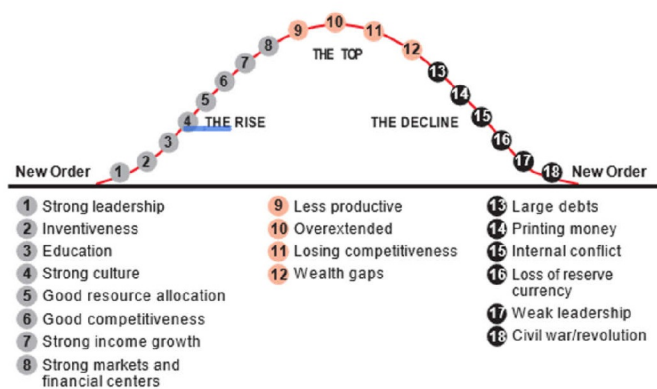 10
9
11
8
THE TOP
12
7
13
6
14
5
4
THE RISE
THE DECLINE
15
3
16
2
17
New Order
1
18
New Order
1 Strong leadership
2 Inventiveness
3 Education
4 Strong culture
5 Good resource allocation
6 Good competitiveness
7 Strong income growth
8 Strong markets and
financial centers
9 Less productive
10 Overextended
11 Losing competitiveness
12 Wealth gaps
13 Large debts
14 Printing money
15 Internal conflict
16 Loss of reserve
currency
17 Weak leadership
18 Civil war/revolution